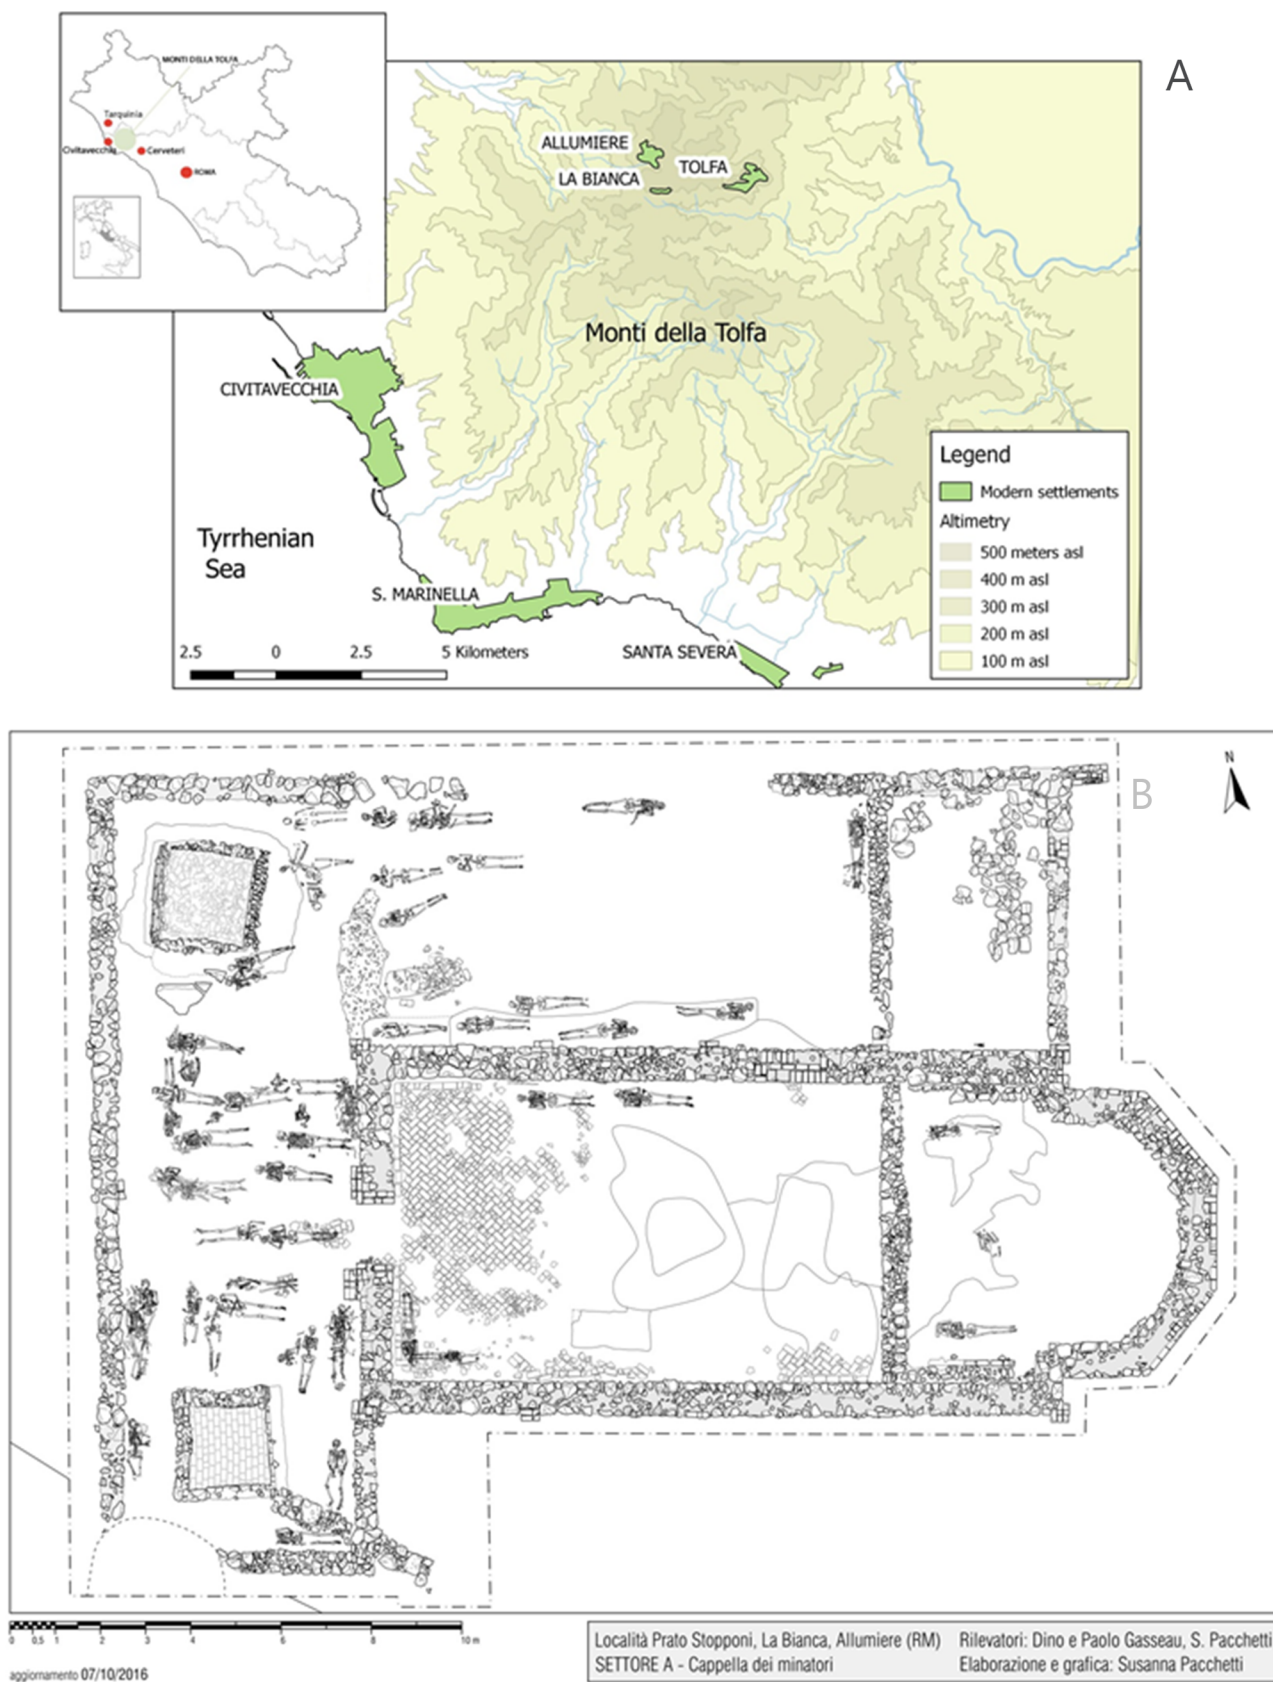 MONTI DELLA TOLFA
Tarquinia
Civitavecchia
Cerveteri
ROMA
A
ALLUMIERE
LA BIANCA
TOLFA
Monti della Tolfa
CIVITAVECCHIA
Tyrrhenian
Sea
S. MARINELLA
SANTA SEVERA
2.5 0 2.5 5 Kilometers
Legend
Modern settlements
Altimetry
500 meters asl
400 m asl
300 m asl
200 m asl
100 m asl
N
B
0 0,5 1 2 3 4 6 8 10 m
aggiornamento 07/10/2016
Località Prato Stopponi, La Bianca, Allumiere (RM) Rilevatori: Dino e Paolo Gasseau, S. Pacchetti
SETTORE A - Cappella dei minatori Elaborazione e grafica: Susanna Pacchetti